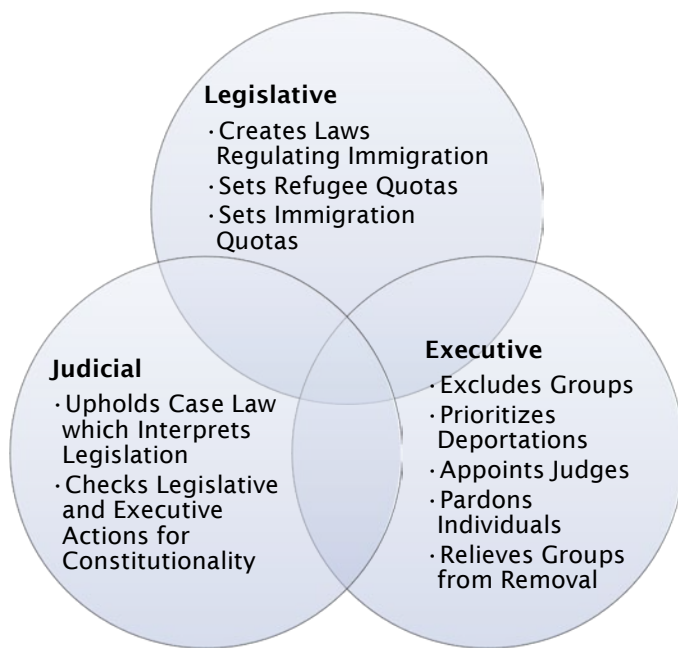 Legislative
·Creates Laws
Regulating Immigration
·Sets Refugee Quotas
·Sets Immigration
Quotas
Judicial
·Upholds Case Law
which Interprets
Legislation
·Checks Legislative
and Executive
Actions for
Constitutionality
Executive
·Excludes Groups
·Prioritizes
Deportations
·Appoints Judges
·Pardons
Individuals
·Relieves Groups
from Removal